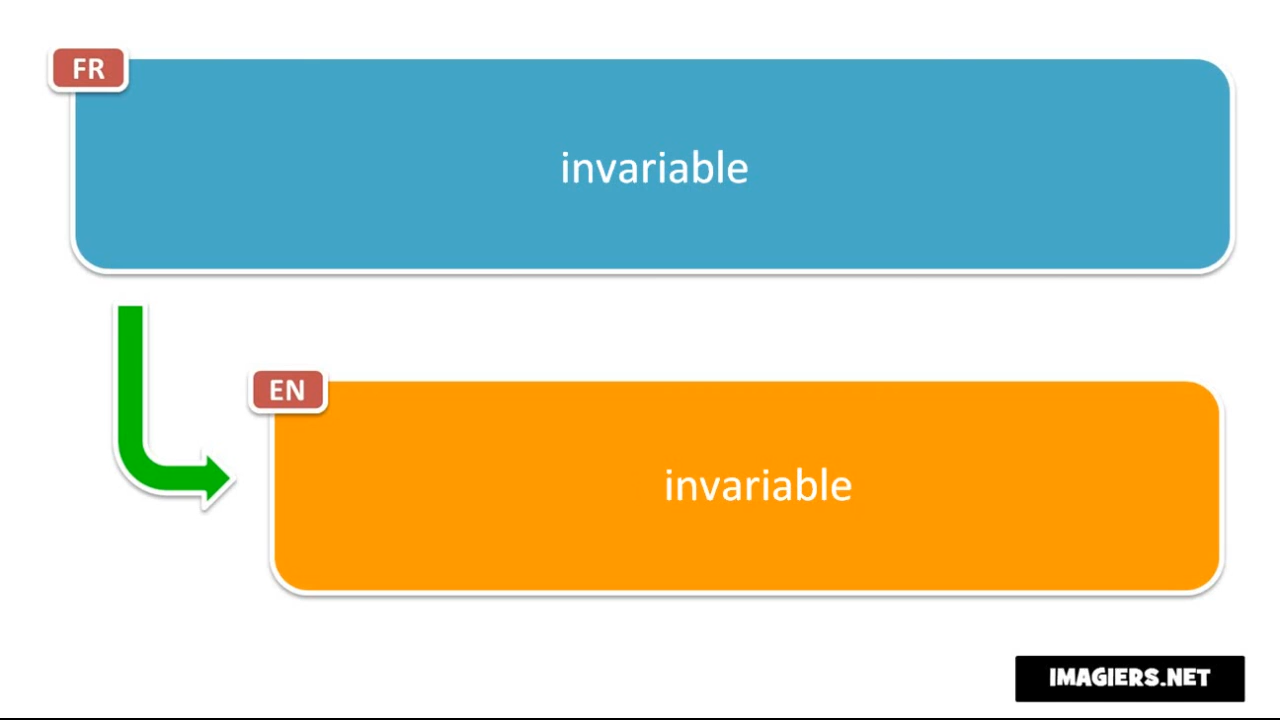 FR
invariable
EN
invariable
IMAGIERS.NET